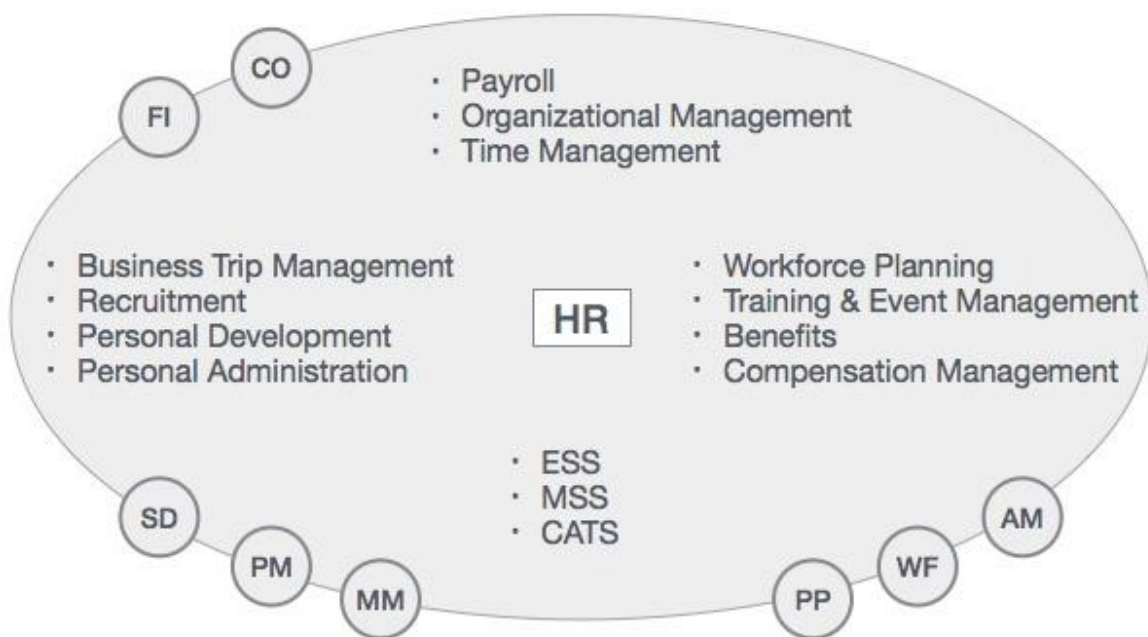 CO
FI
· Payroll
· Organizational Management
· Time Management
· Business Trip Management
· Recruitment
· Personal Development
· Personal Administration
HR
· Workforce Planning
· Training & Event Management
· Benefits
· Compensation Management
· ESS
· MSS
· CATS
SD
PM
MM
PP
WF
AM